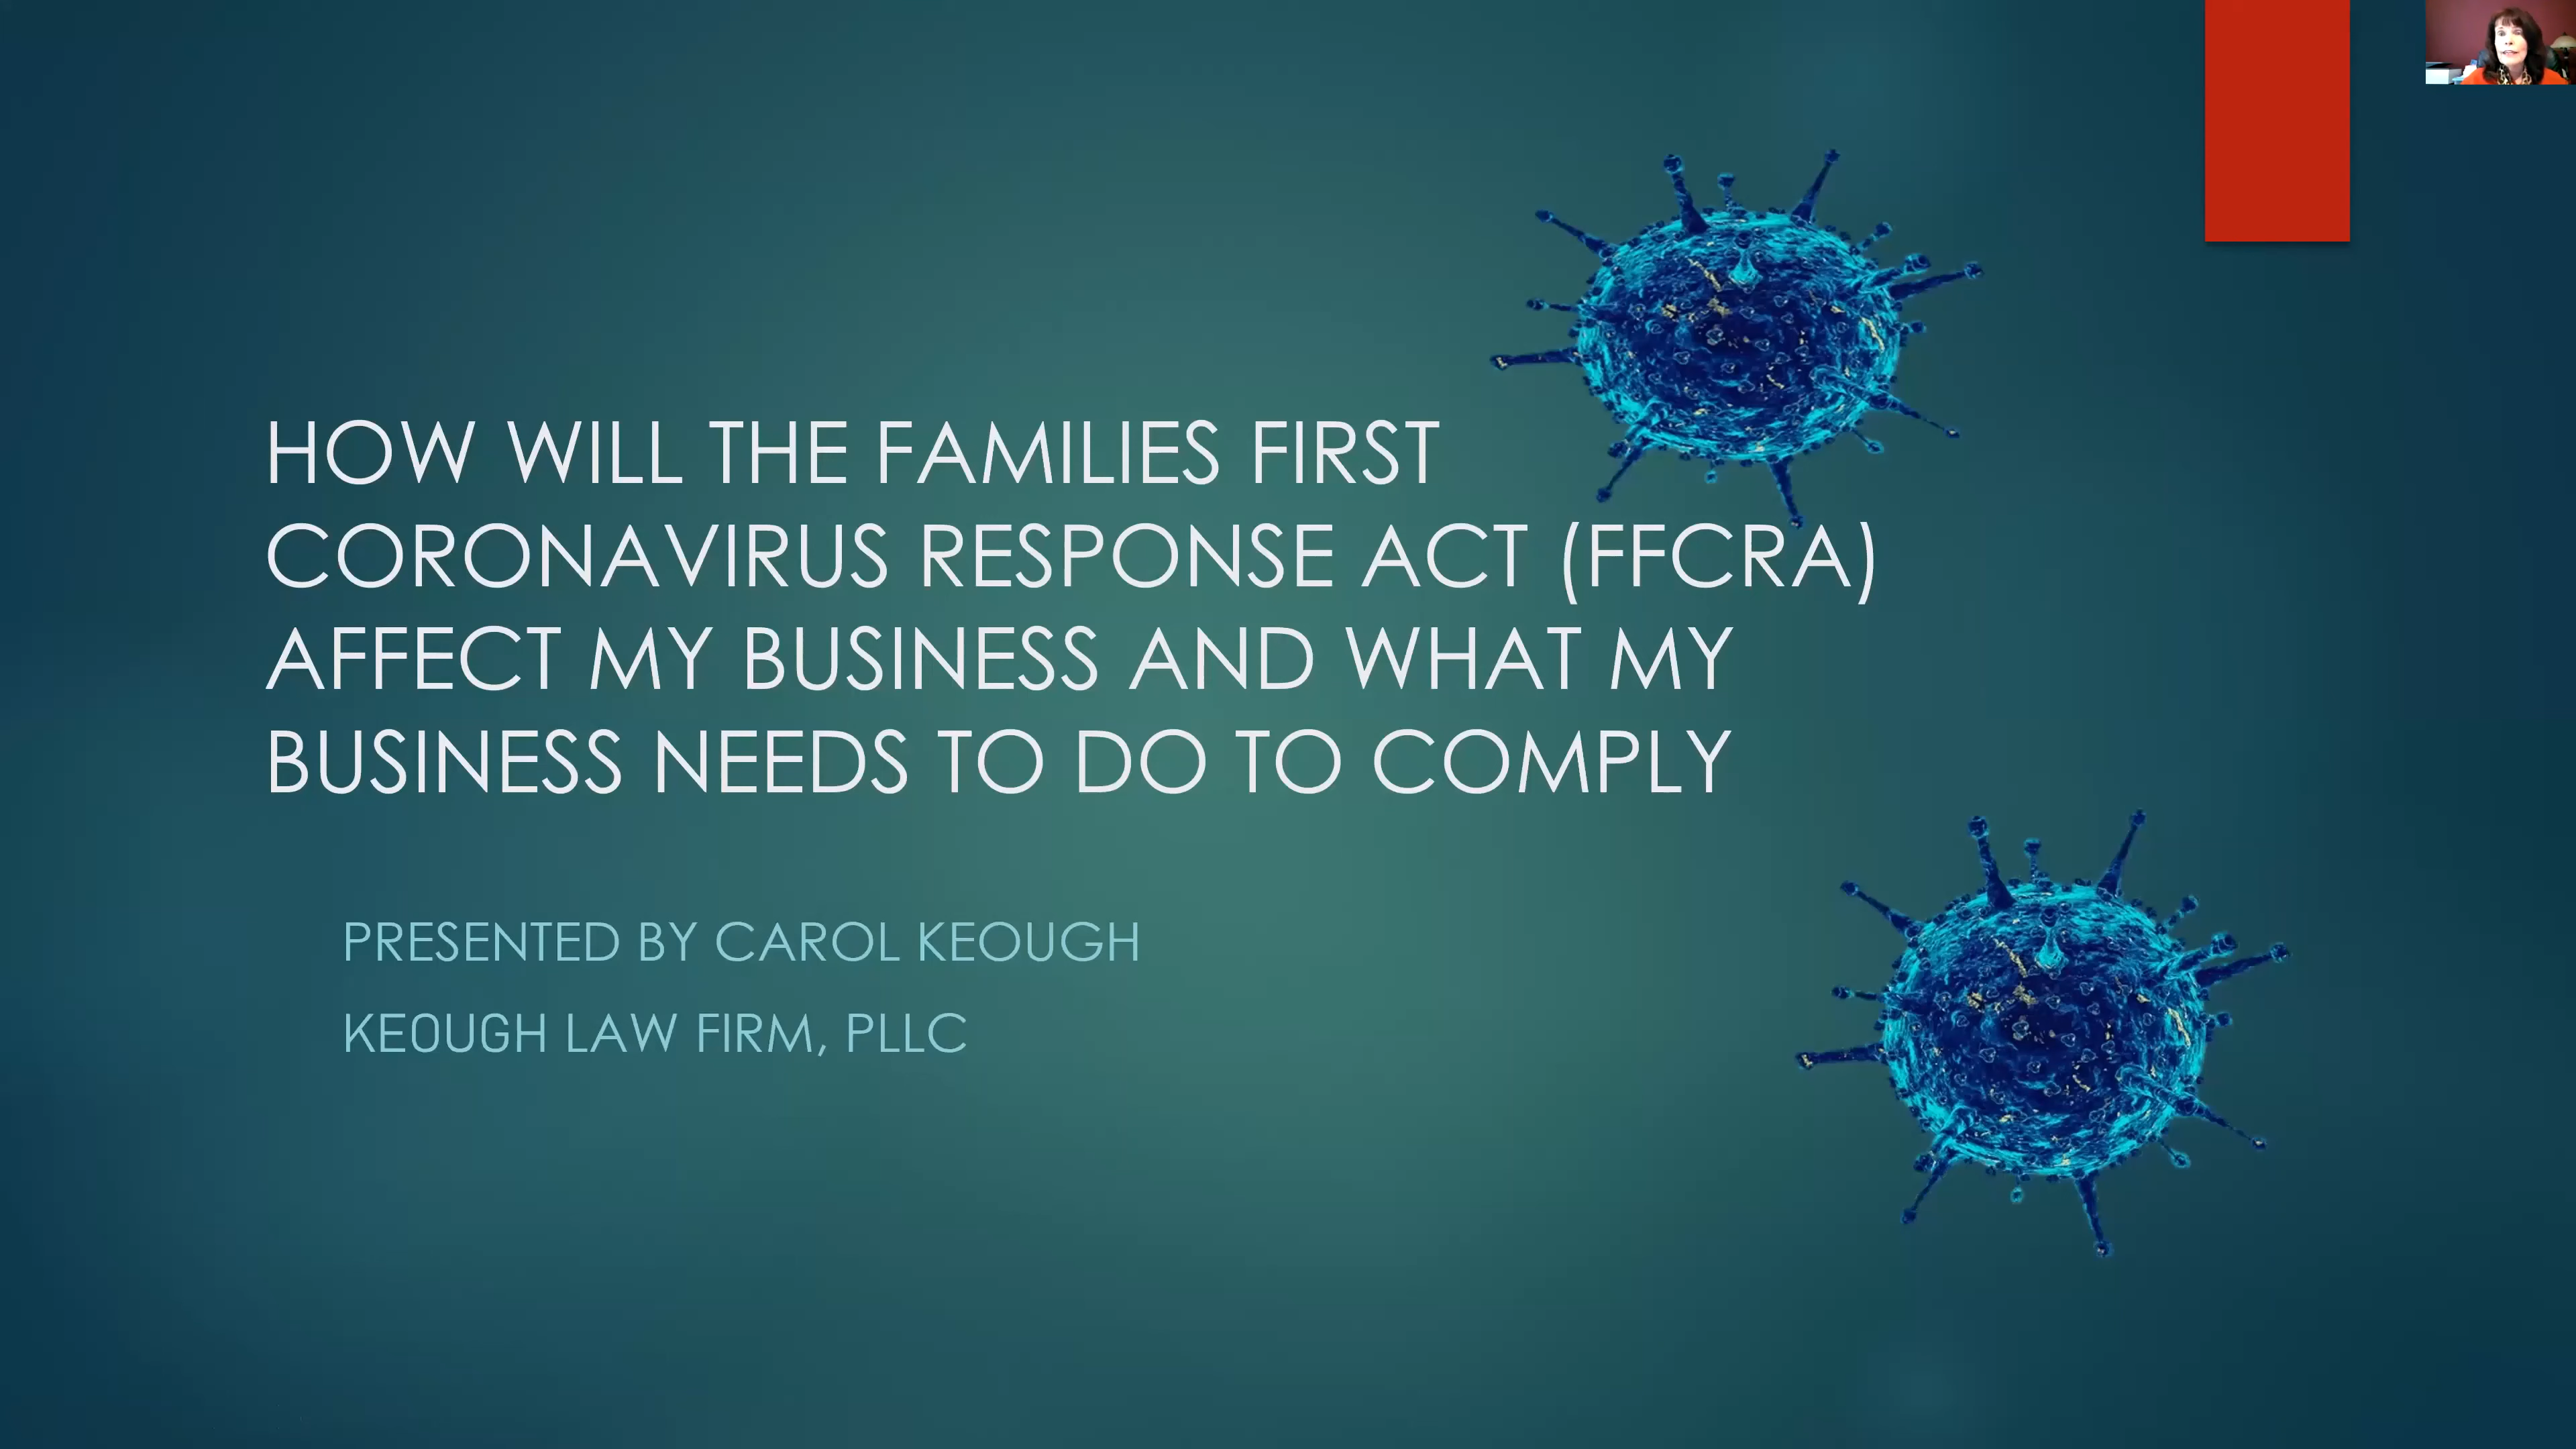 HOW WILL THE FAMILIES FIRST
CORONAVIRUS RESPONSE ACT (FFCRA)
AFFECT MY BUSINESS AND WHAT MY
BUSINESS NEEDS TO DO TO COMPLY
PRESENTED BY CAROL KEOUGH
KEOUGH LAW FIRM, PLLC